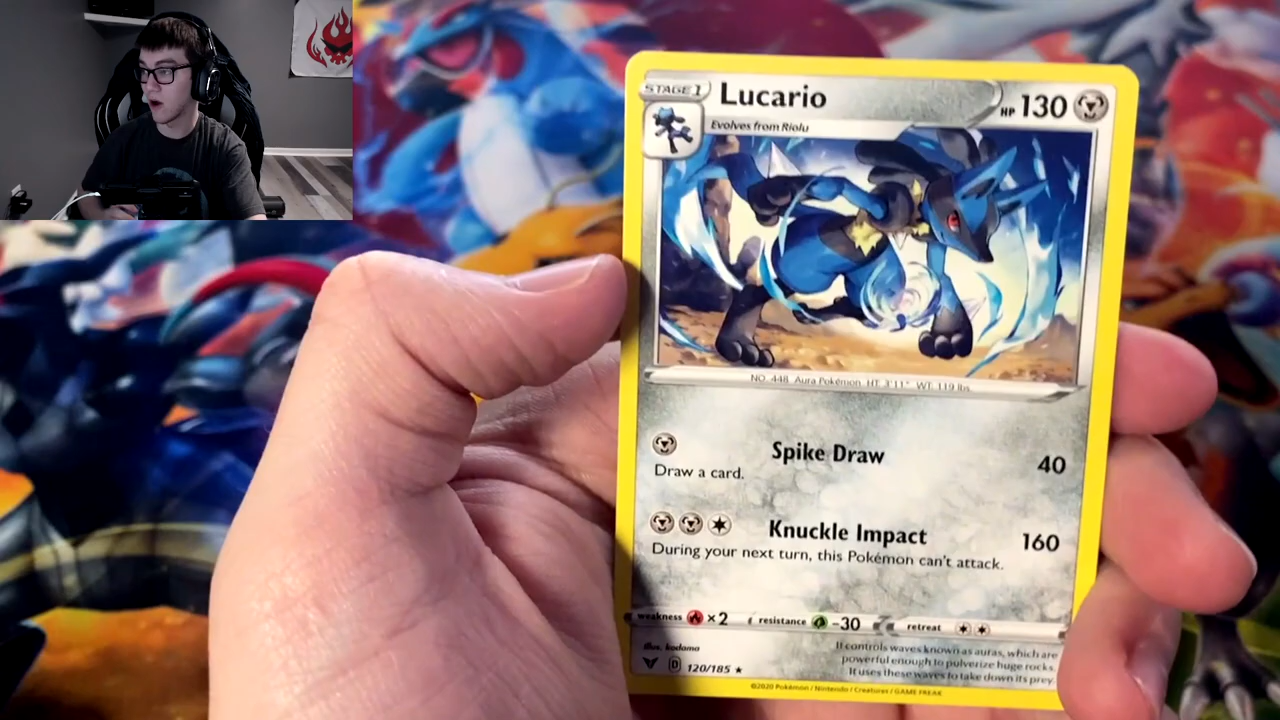 STAGE 1
Lucario
HP 130
Evolves from Riolu
NO. 448 Aura Pokémon HT: 3'11" WT: 119 lbs.
Spike Draw 40
Draw a card.
Knuckle Impact 160
During your next turn, this Pokémon can't attack.
weakness ×2 resistance -30 retreat
Illus. kodama
D 120/185 ★
It controls waves known as auras, which are
powerful enough to pulverize huge rocks.
It uses these waves to take down its prey.
©2020 Pokémon / Nintendo / Creatures / GAME FREAK